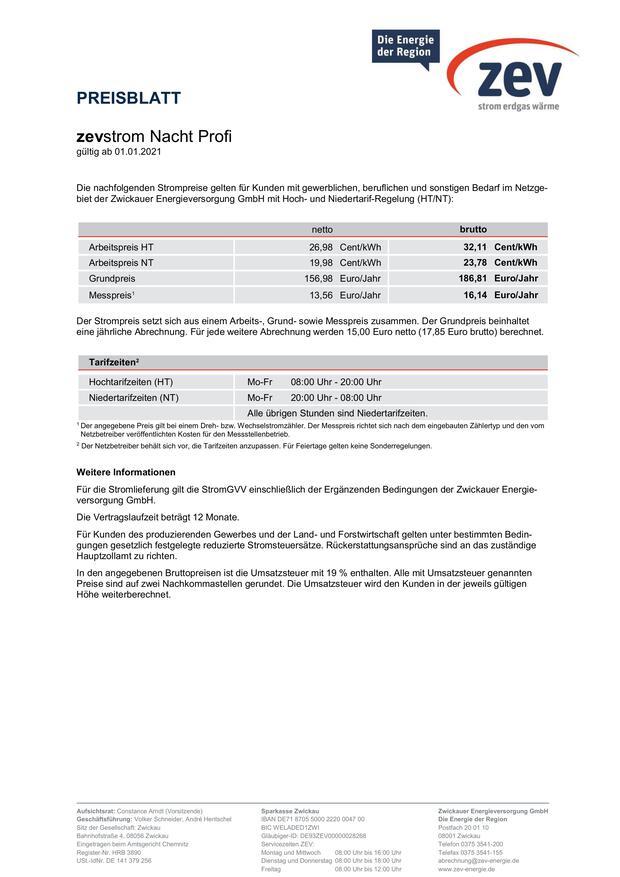 Die Energie
der Region
zev
strom erdgas wärme
PREISBLATT
zevstrom Nacht Profi
gültig ab 01.01.2021
Die nachfolgenden Strompreise gelten für Kunden mit gewerblichen, beruflichen und sonstigen Bedarf im Netzge-
biet der Zwickauer Energieversorgung GmbH mit Hoch- und Niedertarif-Regelung (HT/NT):
netto brutto
Arbeitspreis HT 26,98 Cent/kWh 32,11 Cent/kWh
Arbeitspreis NT 19,98 Cent/kWh 23,78 Cent/kWh
Grundpreis 156,98 Euro/Jahr 186,81 Euro/Jahr
Messpreis¹ 13,56 Euro/Jahr 16,14 Euro/Jahr
Der Strompreis setzt sich aus einem Arbeits-, Grund- sowie Messpreis zusammen. Der Grundpreis beinhaltet
eine jährliche Abrechnung. Für jede weitere Abrechnung werden 15,00 Euro netto (17,85 Euro brutto) berechnet.
Tarifzeiten²
Hochtarifzeiten (HT) Mo-Fr 08:00 Uhr - 20:00 Uhr
Niedertarifzeiten (NT) Mo-Fr 20:00 Uhr - 08:00 Uhr
Alle übrigen Stunden sind Niedertarifzeiten.
¹ Der angegebene Preis gilt bei einem Dreh- bzw. Wechselstromzähler. Der Messpreis richtet sich nach dem eingebauten Zählertyp und den vom
Netzbetreiber veröffentlichten Kosten für den Messstellenbetrieb.
² Der Netzbetreiber behält sich vor, die Tarifzeiten anzupassen. Für Feiertage gelten keine Sonderregelungen.
Weitere Informationen
Für die Stromlieferung gilt die StromGVV einschließlich der Ergänzenden Bedingungen der Zwickauer Energie-
versorgung GmbH.
Die Vertragslaufzeit beträgt 12 Monate.
Für Kunden des produzierenden Gewerbes und der Land- und Forstwirtschaft gelten unter bestimmten Bedin-
gungen gesetzlich festgelegte reduzierte Stromsteuersätze. Rückerstattungsansprüche sind an das zuständige
Hauptzollamt zu richten.
In den angegebenen Bruttopreisen ist die Umsatzsteuer mit 19 % enthalten. Alle mit Umsatzsteuer genannten
Preise sind auf zwei Nachkommastellen gerundet. Die Umsatzsteuer wird den Kunden in der jeweils gültigen
Höhe weiterberechnet.
Aufsichtsrat: Constance Arndt (Vorsitzende)
Geschäftsführung: Volker Schneider, André Hentschel
Sitz der Gesellschaft: Zwickau
Bahnhofstraße 4, 08056 Zwickau
Eingetragen beim Amtsgericht Chemnitz
Register-Nr. HRB 3890
USt.-IdNr. DE 141 379 256
Sparkasse Zwickau
IBAN DE71 8705 5000 2220 0047 00
BIC WELADED1ZWI
Gläubiger-ID: DE93ZEV00000028268
Servicezeiten ZEV:
Montag und Mittwoch 08:00 Uhr bis 16:00 Uhr
Dienstag und Donnerstag 08:00 Uhr bis 18:00 Uhr
Freitag 08:00 Uhr bis 12:00 Uhr
Zwickauer Energieversorgung GmbH
Die Energie der Region
Postfach 20 01 10
08001 Zwickau
Telefon 0375 3541-200
Telefax 0375 3541-155
abrechnung@zev-energie.de
www.zev-energie.de